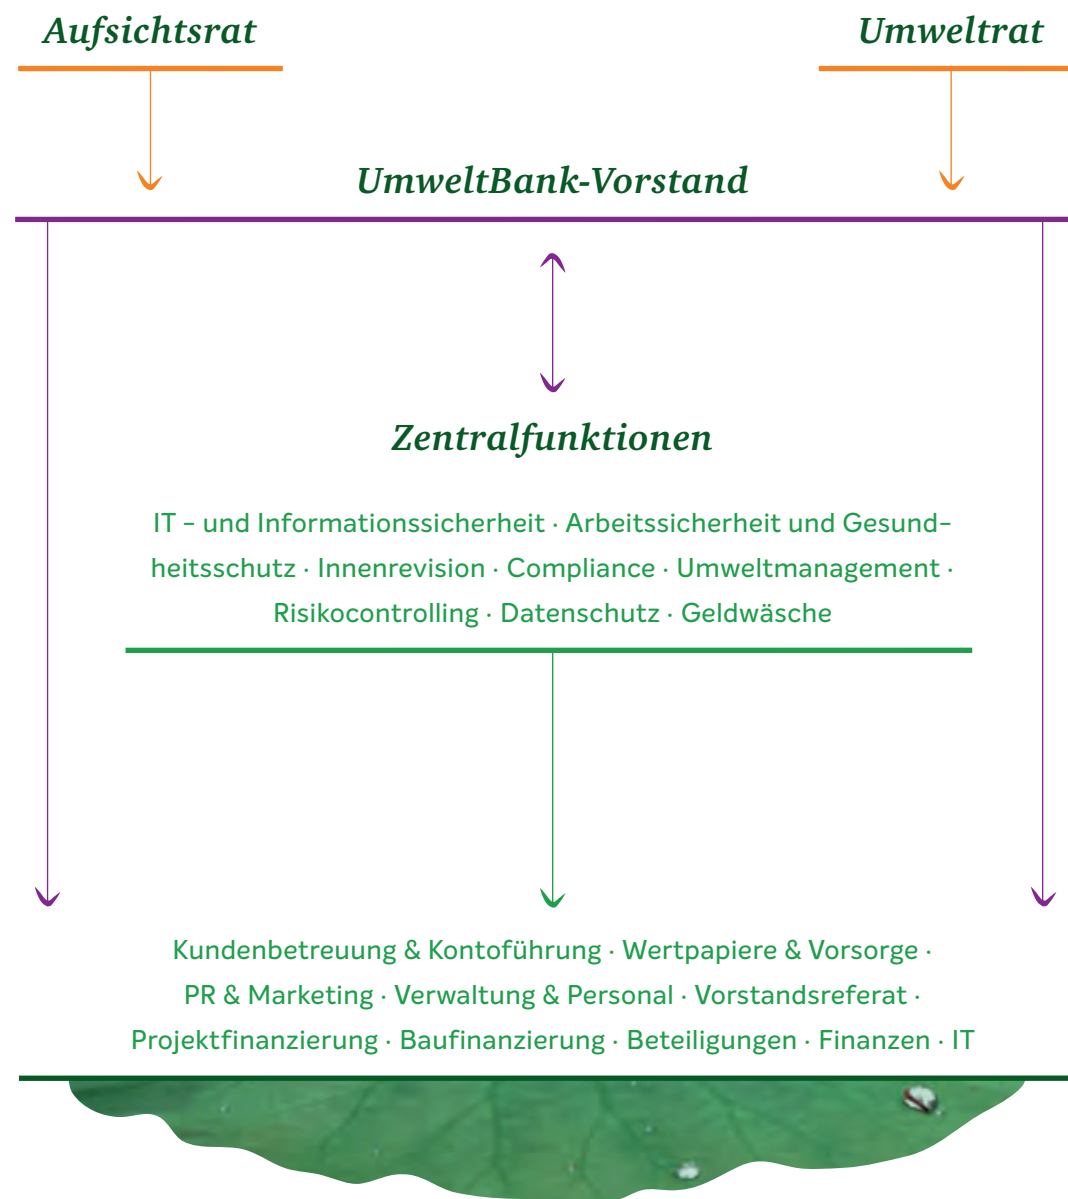 Aufsichtsrat
Umweltrat
UmweltBank-Vorstand
Zentralfunktionen
IT - und Informationssicherheit · Arbeitssicherheit und Gesund-
heitsschutz · Innenrevision · Compliance · Umweltmanagement ·
Risikocontrolling · Datenschutz · Geldwäsche
Kundenbetreuung & Kontoführung · Wertpapiere & Vorsorge ·
PR & Marketing · Verwaltung & Personal · Vorstandsreferat ·
Projektfinanzierung · Baufinanzierung · Beteiligungen · Finanzen · IT